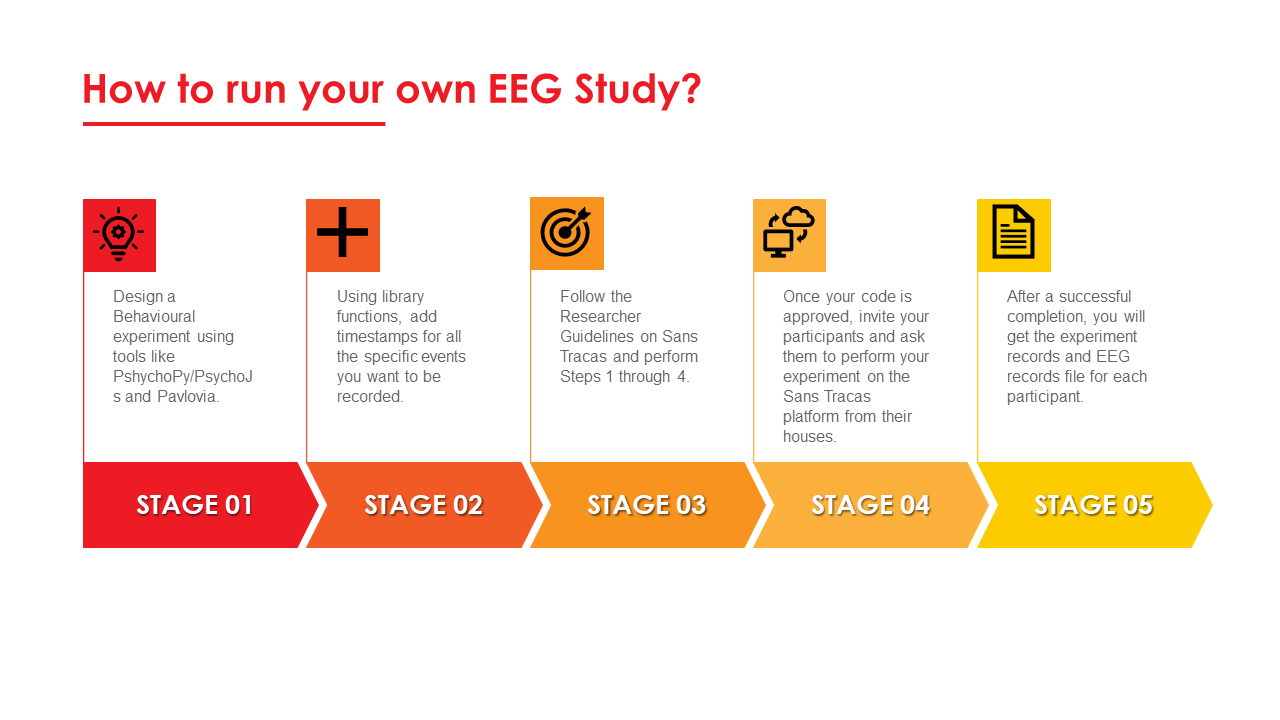 How to run your own EEG Study?
Design a
Behavioural
experiment using
tools like
PshychoPy/PsychoJ
s and Pavlovia.
Using library
functions, add
timestamps for all
the specific events
you want to be
recorded.
Follow the
Researcher
Guidelines on Sans
Tracas and perform
Steps 1 through 4.
Once your code is
approved, invite your
participants and ask
them to perform your
experiment on the
Sans Tracas
platform from their
houses.
After a successful
completion, you will
get the experiment
records and EEG
records file for each
participant.
STAGE 01
STAGE 02
STAGE 03
STAGE 04
STAGE 05